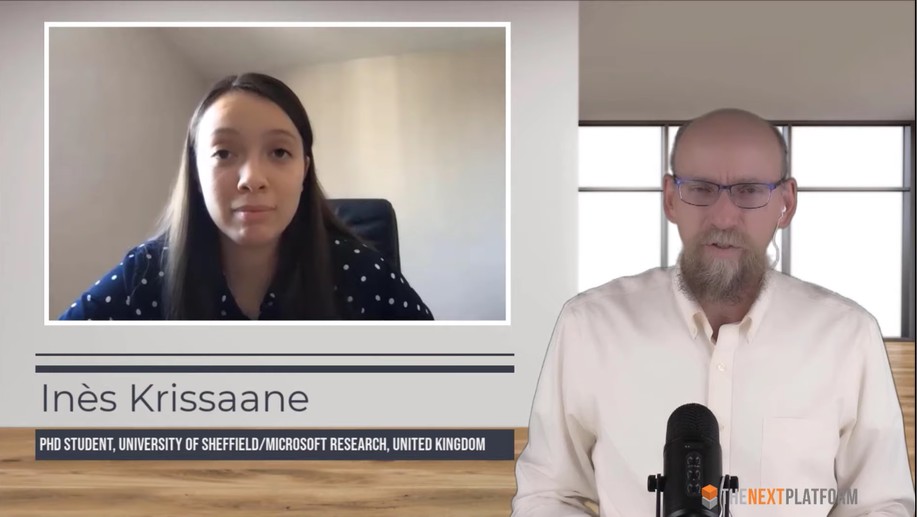 Inès Krissaane
PHD STUDENT, UNIVERSITY OF SHEFFIELD/MICROSOFT RESEARCH, UNITED KINGDOM
THENEXTPLATFORM